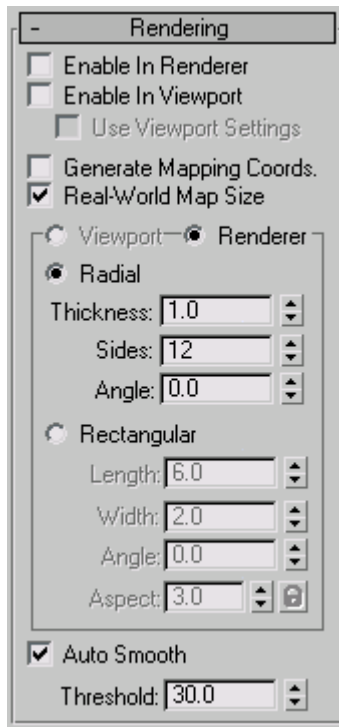 - Rendering
Enable In Renderer
Enable In Viewport
Use Viewport Settings
Generate Mapping Coords.
Real-World Map Size
Viewport Renderer
Radial
Thickness: 1.0
Sides: 12
Angle: 0.0
Rectangular
Length: 6.0
Width: 2.0
Angle: 0.0
Aspect: 3.0
Auto Smooth
Threshold: 30.0